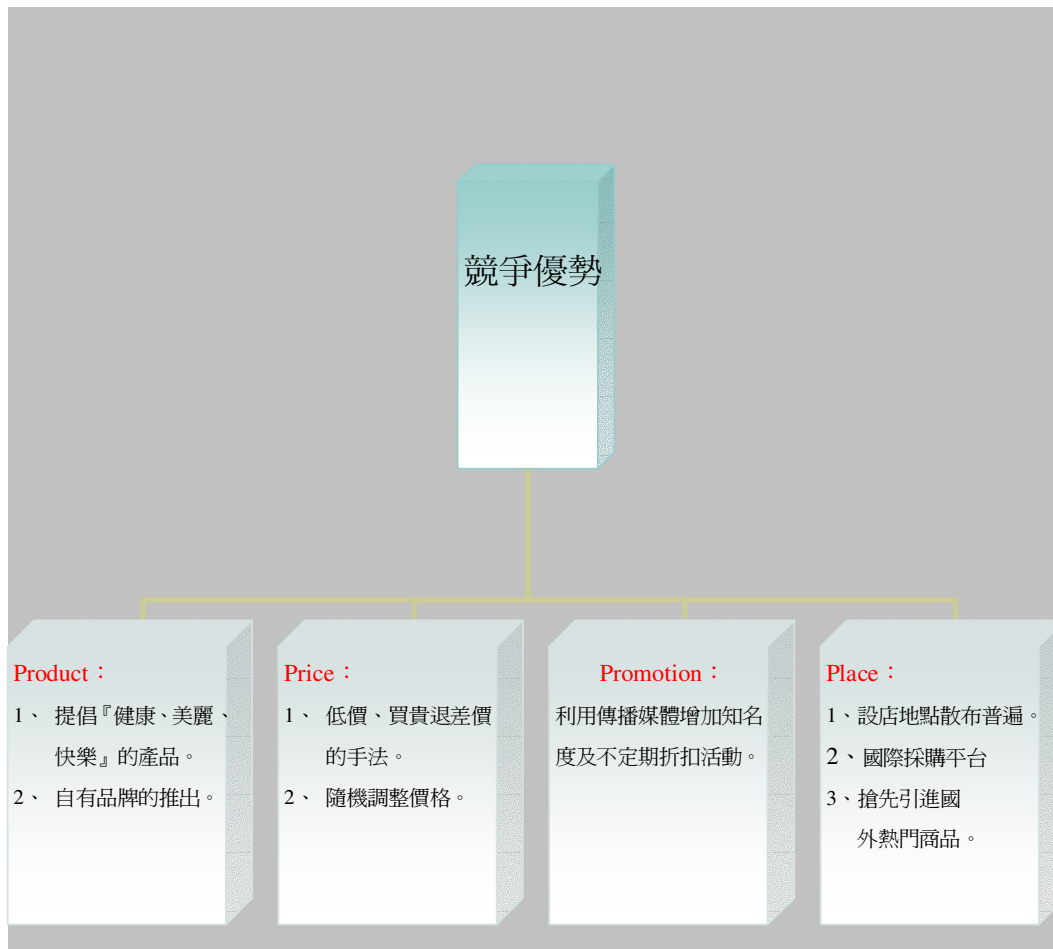 競爭優勢
Product：
1、 提倡『健康、美麗、
快樂』的產品。
2、 自有品牌的推出。
Price：
1、 低價、買貴退差價
的手法。
2、 隨機調整價格。
Promotion：
利用傳播媒體增加知名
度及不定期折扣活動。
Place：
1、設店地點散布普遍。
2、國際採購平台
3、搶先引進國
外熱門商品。